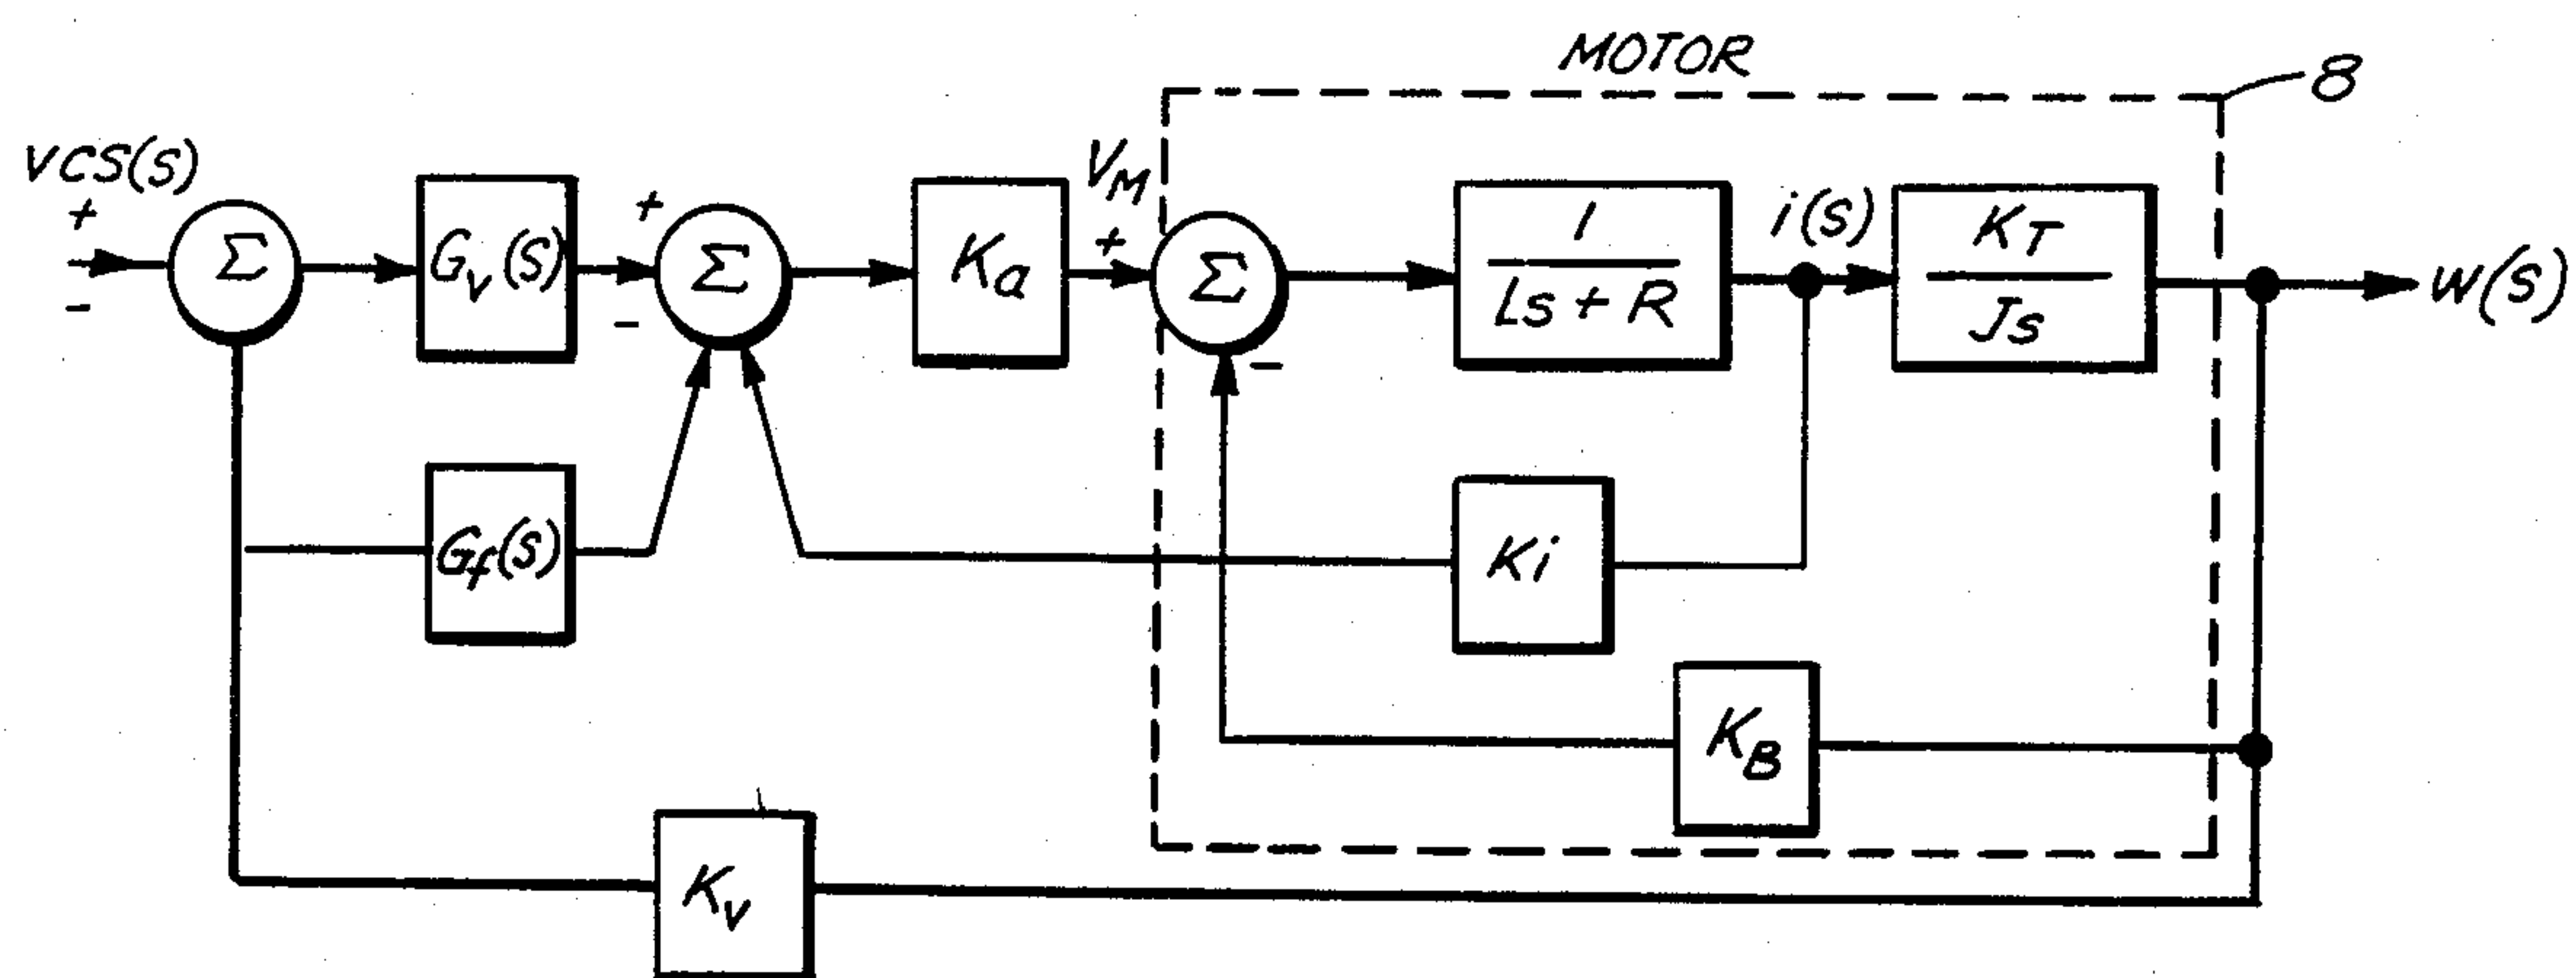 MOTOR
8
VCS(S)
+
-
Σ
Gv(S)
+
-
Σ
Ka
VM
+
-
Σ
1
Ls + R
i(S)
KT
Js
W(S)
Gf(S)
Ki
KB
Kv